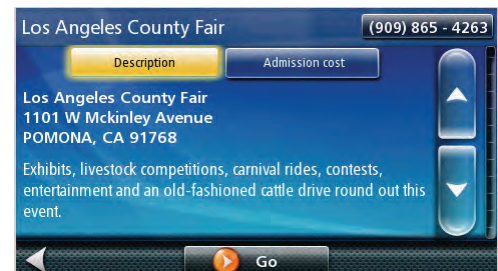 Los Angeles County Fair
(909) 865 - 4263
Description
Admission cost
Los Angeles County Fair
1101 W Mckinley Avenue
POMONA, CA 91768
Exhibits, livestock competitions, carnival rides, contests,
entertainment and an old-fashioned cattle drive round out this
event.
Go